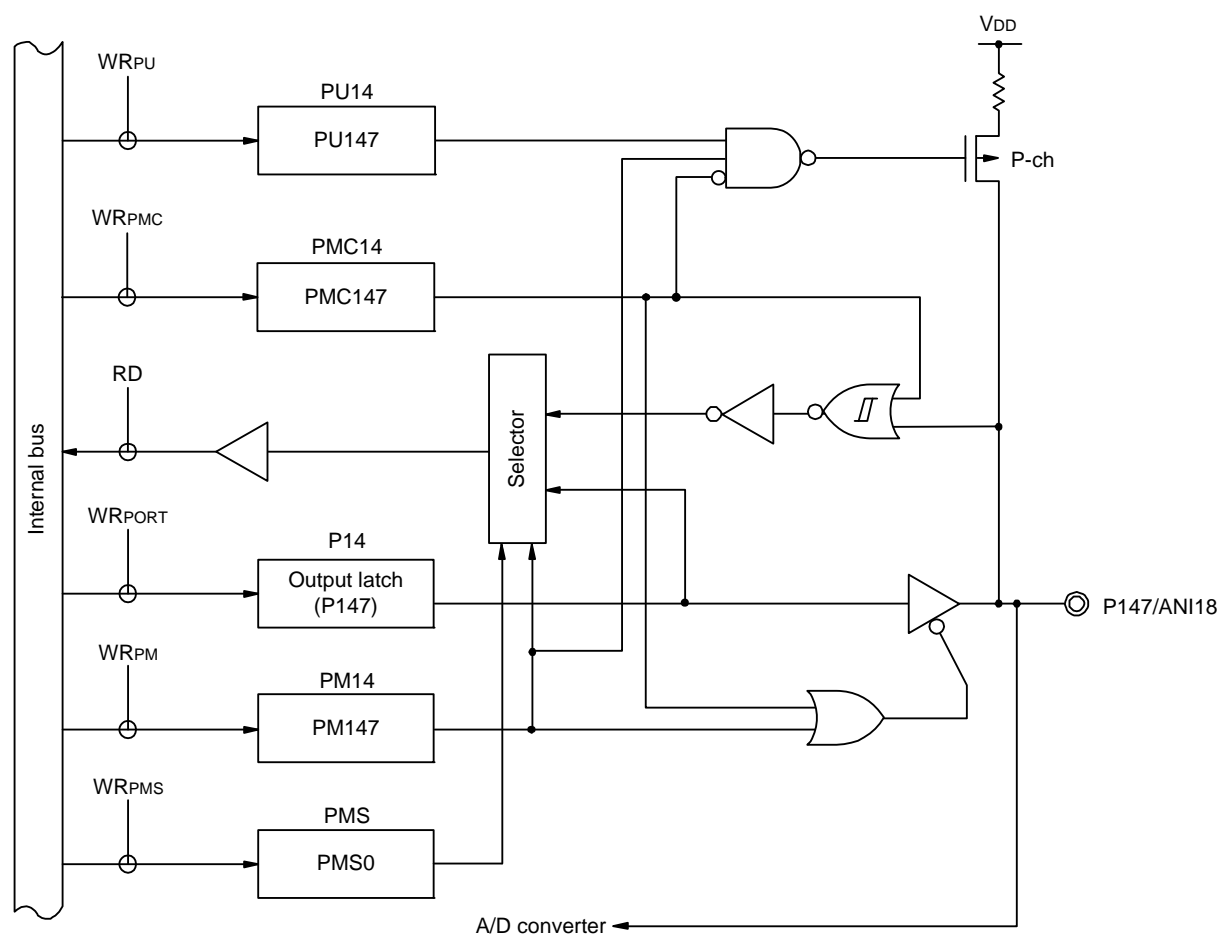 VDD
WRPU
PU14
PU147
P-ch
WRPMC
PMC14
PMC147
RD
Selector
Internal bus
WRPORT
P14
Output latch
(P147)
P147/ANI18
WRPM
PM14
PM147
WRPMS
PMS
PMS0
A/D converter